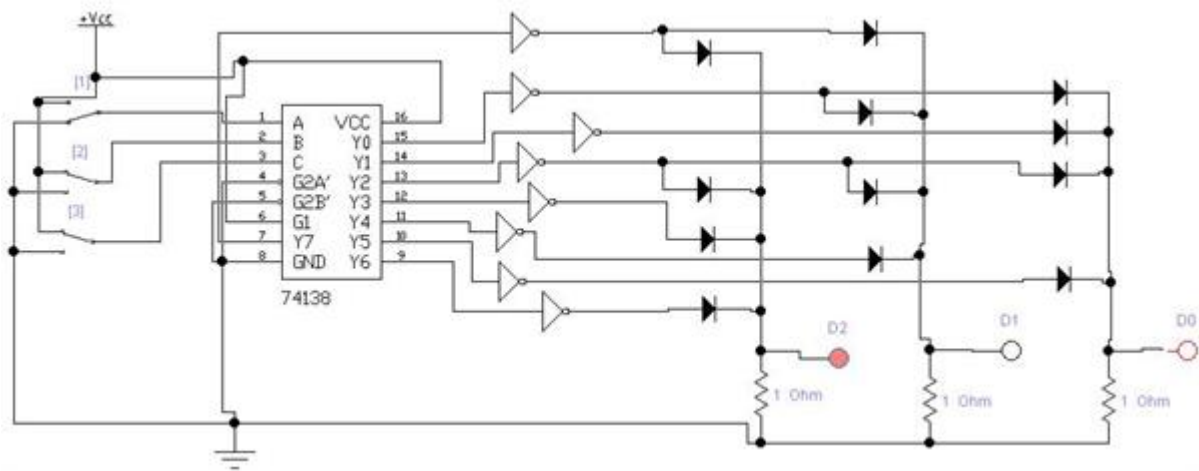 +Vcc
[1]
[2]
[3]
1 A VCC 16
2 B Y0 15
3 C Y1 14
4 G2A' Y2 13
5 G2B' Y3 12
6 G1 Y4 11
7 Y7 Y5 10
8 GND Y6 9
74138
D2
D1
D0
1 Ohm
1 Ohm
1 Ohm